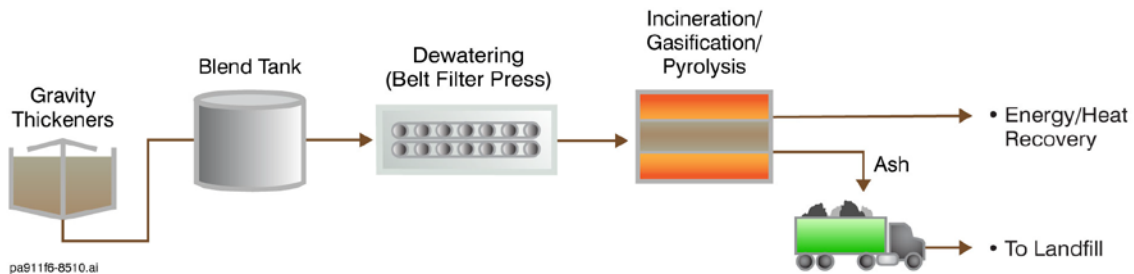 Gravity
Thickeners
Blend Tank
Dewatering
(Belt Filter Press)
Incineration/
Gasification/
Pyrolysis
• Energy/Heat
Recovery
Ash
• To Landfill
pa911f6-8510.ai